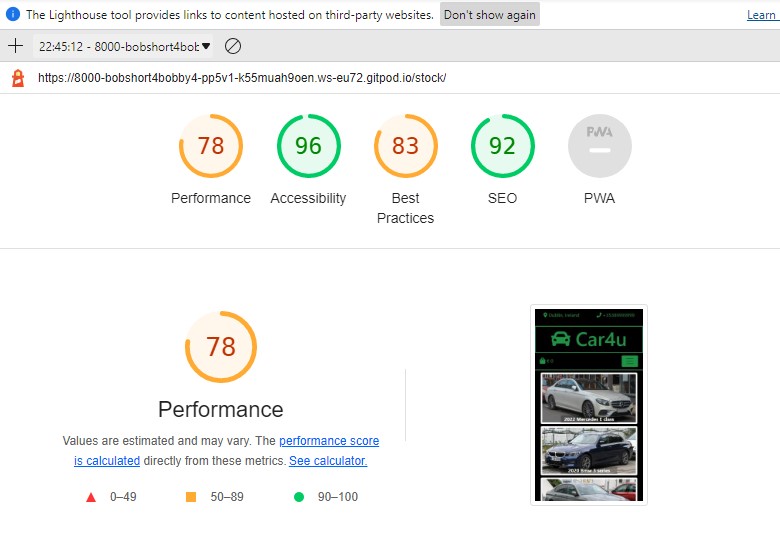 The Lighthouse tool provides links to content hosted on third-party websites. Don't show again Learn
22:45:12 - 8000-bobshort4bob
https://8000-bobshort4bobby4-pp5v1-k55muah9oen.ws-eu72.gitpod.io/stock/
78 96 83 92 PWA
Performance Accessibility Best Practices SEO PWA
78
Performance
Values are estimated and may vary. The performance score
is calculated directly from these metrics. See calculator.
0–49 50–89 90–100
Dublin, Ireland
Car4u
2022 Mercedes E class
2020 Bmw 3 series